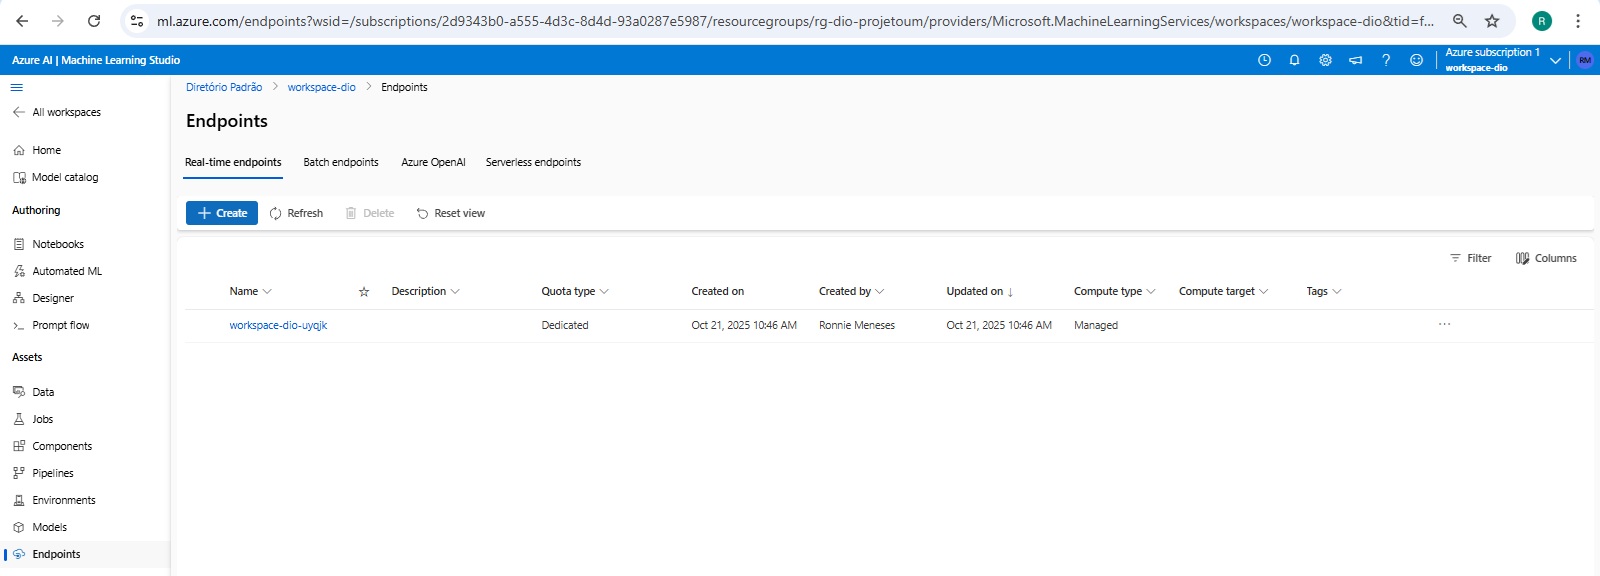 ml.azure.com/endpoints?wsid=/subscriptions/2d9343b0-a555-4d3c-8d4d-93a0287e5987/resourcegroups/rg-dio-projetoum/providers/Microsoft.MachineLearningServices/workspaces/workspace-dio&tid=f...
R
Azure AI | Machine Learning Studio
Azure subscription 1
workspace-dio
RM
All workspaces
Home
Model catalog
Authoring
Notebooks
Automated ML
Designer
Prompt flow
Assets
Data
Jobs
Components
Pipelines
Environments
Models
Endpoints
Diretório Padrão > workspace-dio > Endpoints
Endpoints
Real-time endpoints Batch endpoints Azure OpenAI Serverless endpoints
Create Refresh Delete Reset view
Filter Columns
Name Description Quota type Created on Created by Updated on ↓ Compute type Compute target Tags
workspace-dio-uyqjk Dedicated Oct 21, 2025 10:46 AM Ronnie Meneses Oct 21, 2025 10:46 AM Managed ...